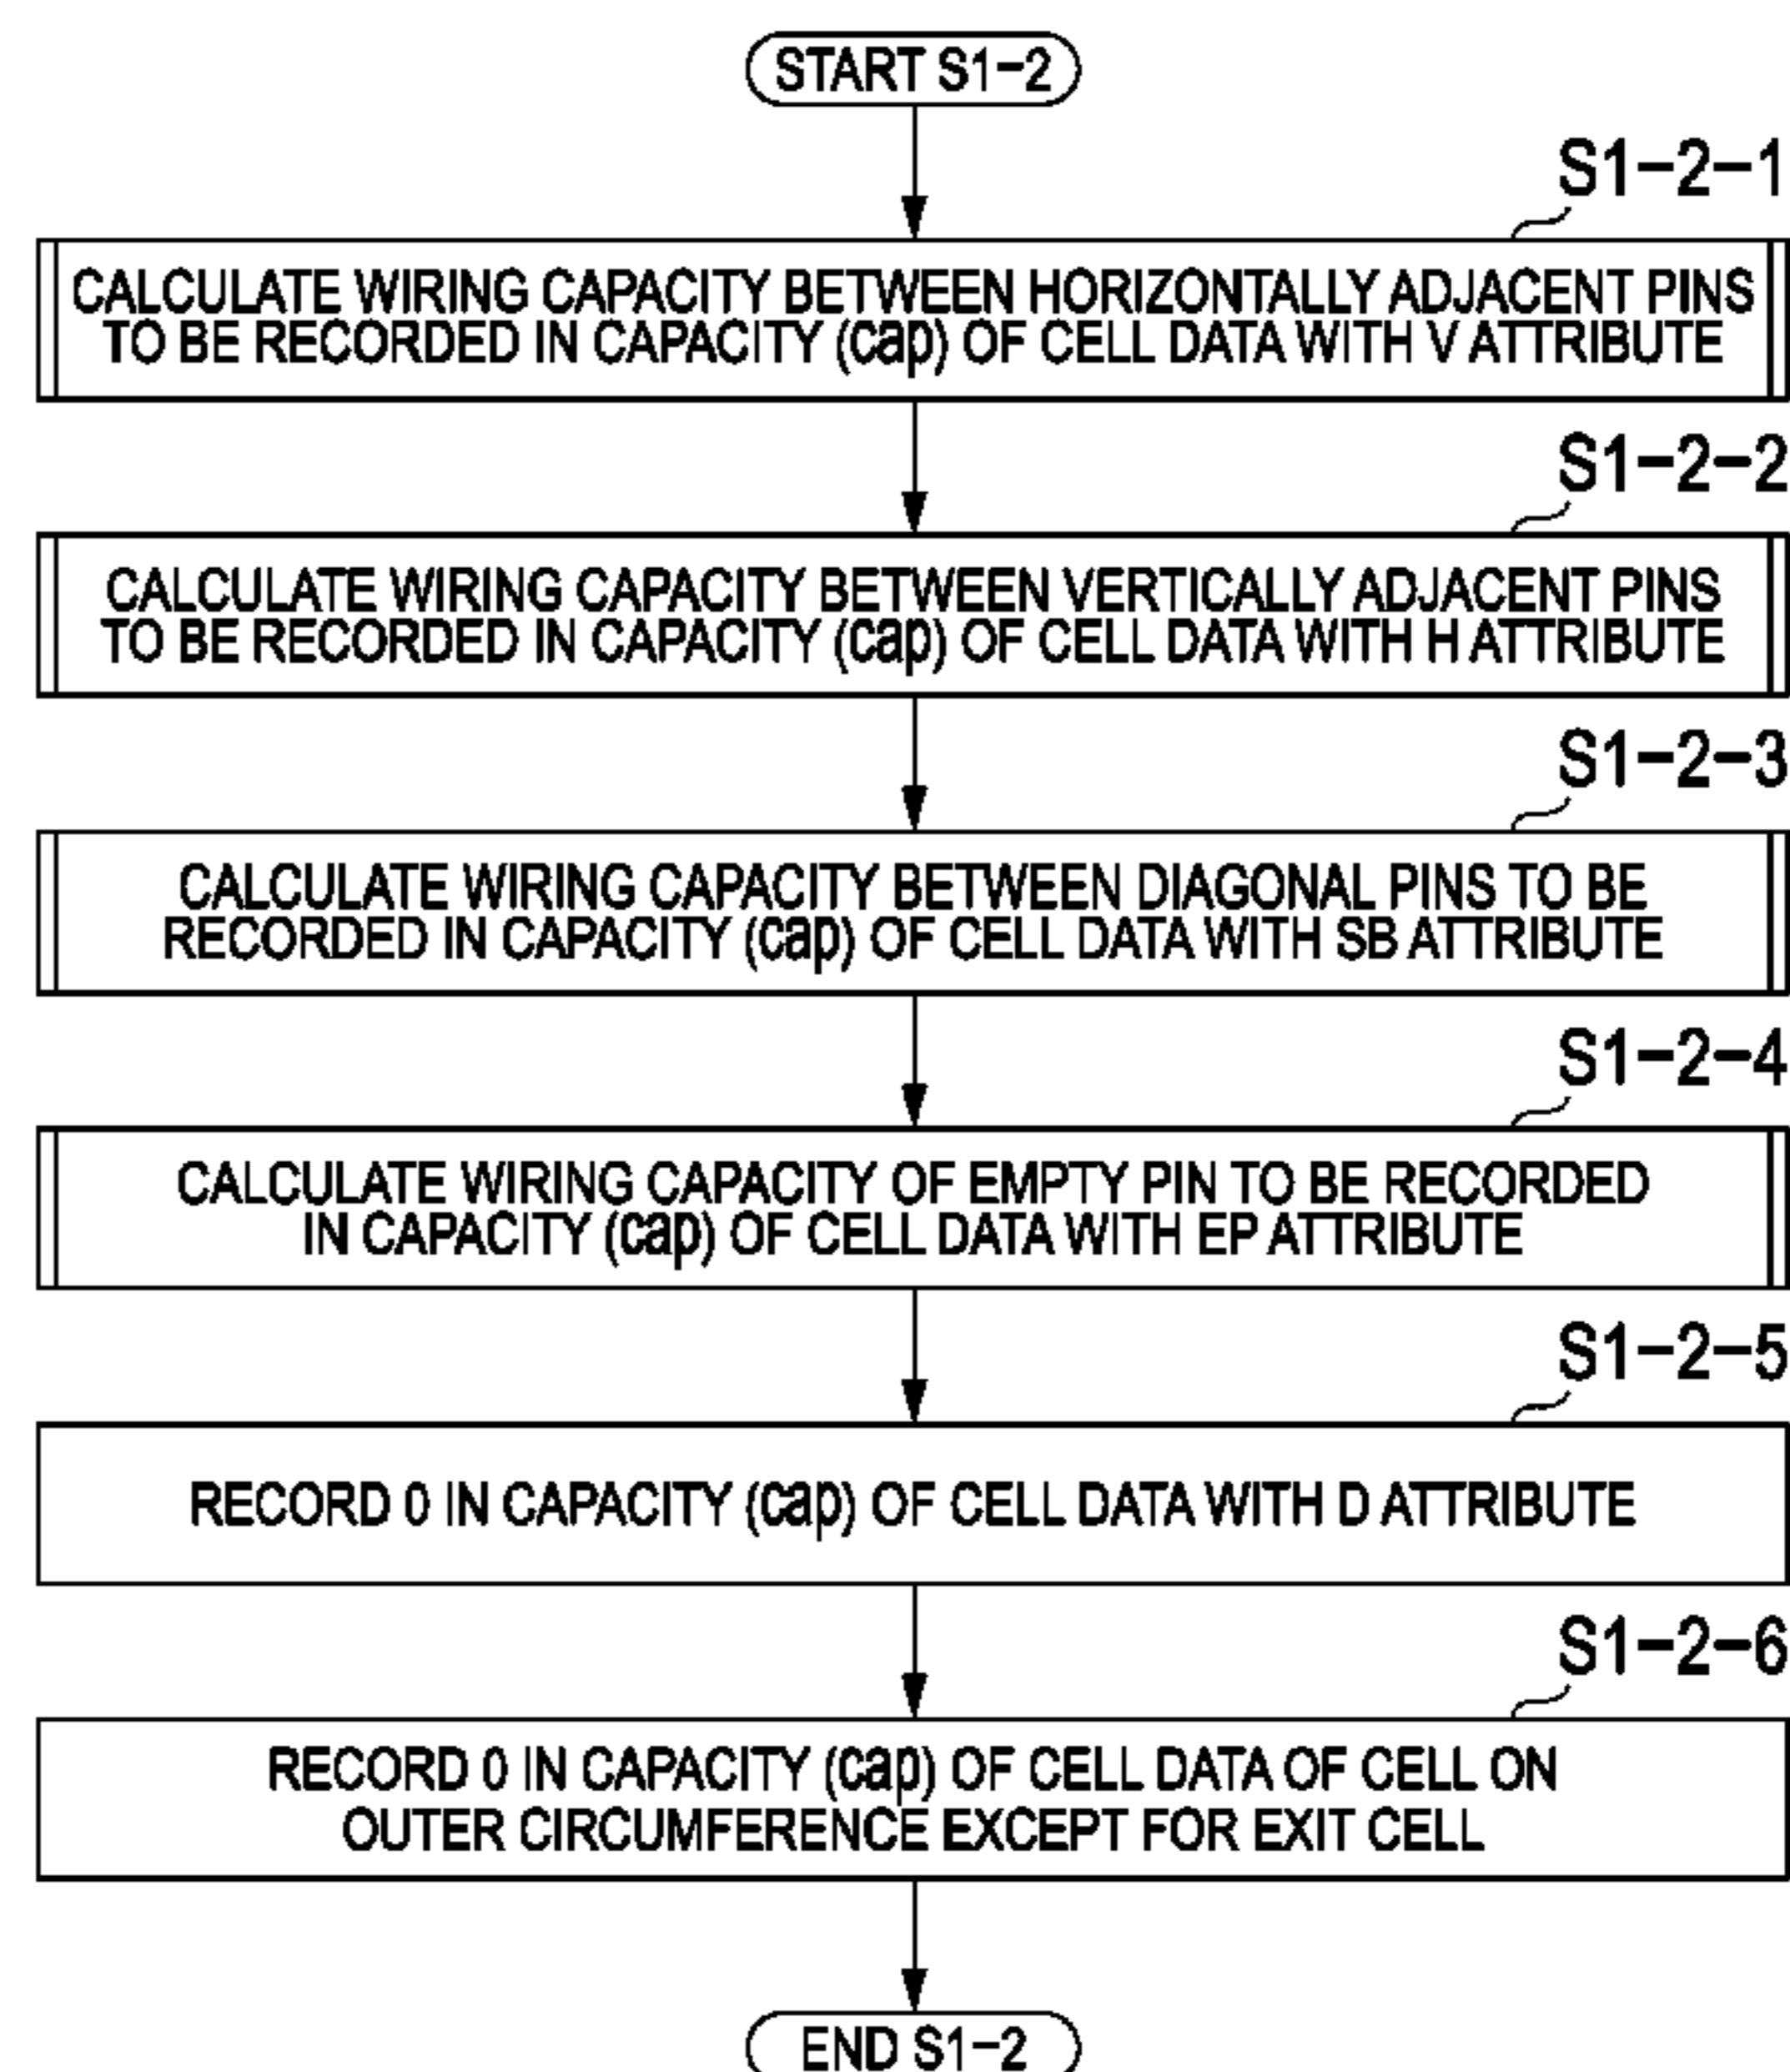 START S1-2
S1-2-1
CALCULATE WIRING CAPACITY BETWEEN HORIZONTALLY ADJACENT PINS
TO BE RECORDED IN CAPACITY (cap) OF CELL DATA WITH V ATTRIBUTE
S1-2-2
CALCULATE WIRING CAPACITY BETWEEN VERTICALLY ADJACENT PINS
TO BE RECORDED IN CAPACITY (cap) OF CELL DATA WITH H ATTRIBUTE
S1-2-3
CALCULATE WIRING CAPACITY BETWEEN DIAGONAL PINS TO BE
RECORDED IN CAPACITY (cap) OF CELL DATA WITH SB ATTRIBUTE
S1-2-4
CALCULATE WIRING CAPACITY OF EMPTY PIN TO BE RECORDED
IN CAPACITY (cap) OF CELL DATA WITH EP ATTRIBUTE
S1-2-5
RECORD 0 IN CAPACITY (cap) OF CELL DATA WITH D ATTRIBUTE
S1-2-6
RECORD 0 IN CAPACITY (cap) OF CELL DATA OF CELL ON
OUTER CIRCUMFERENCE EXCEPT FOR EXIT CELL
END S1-2